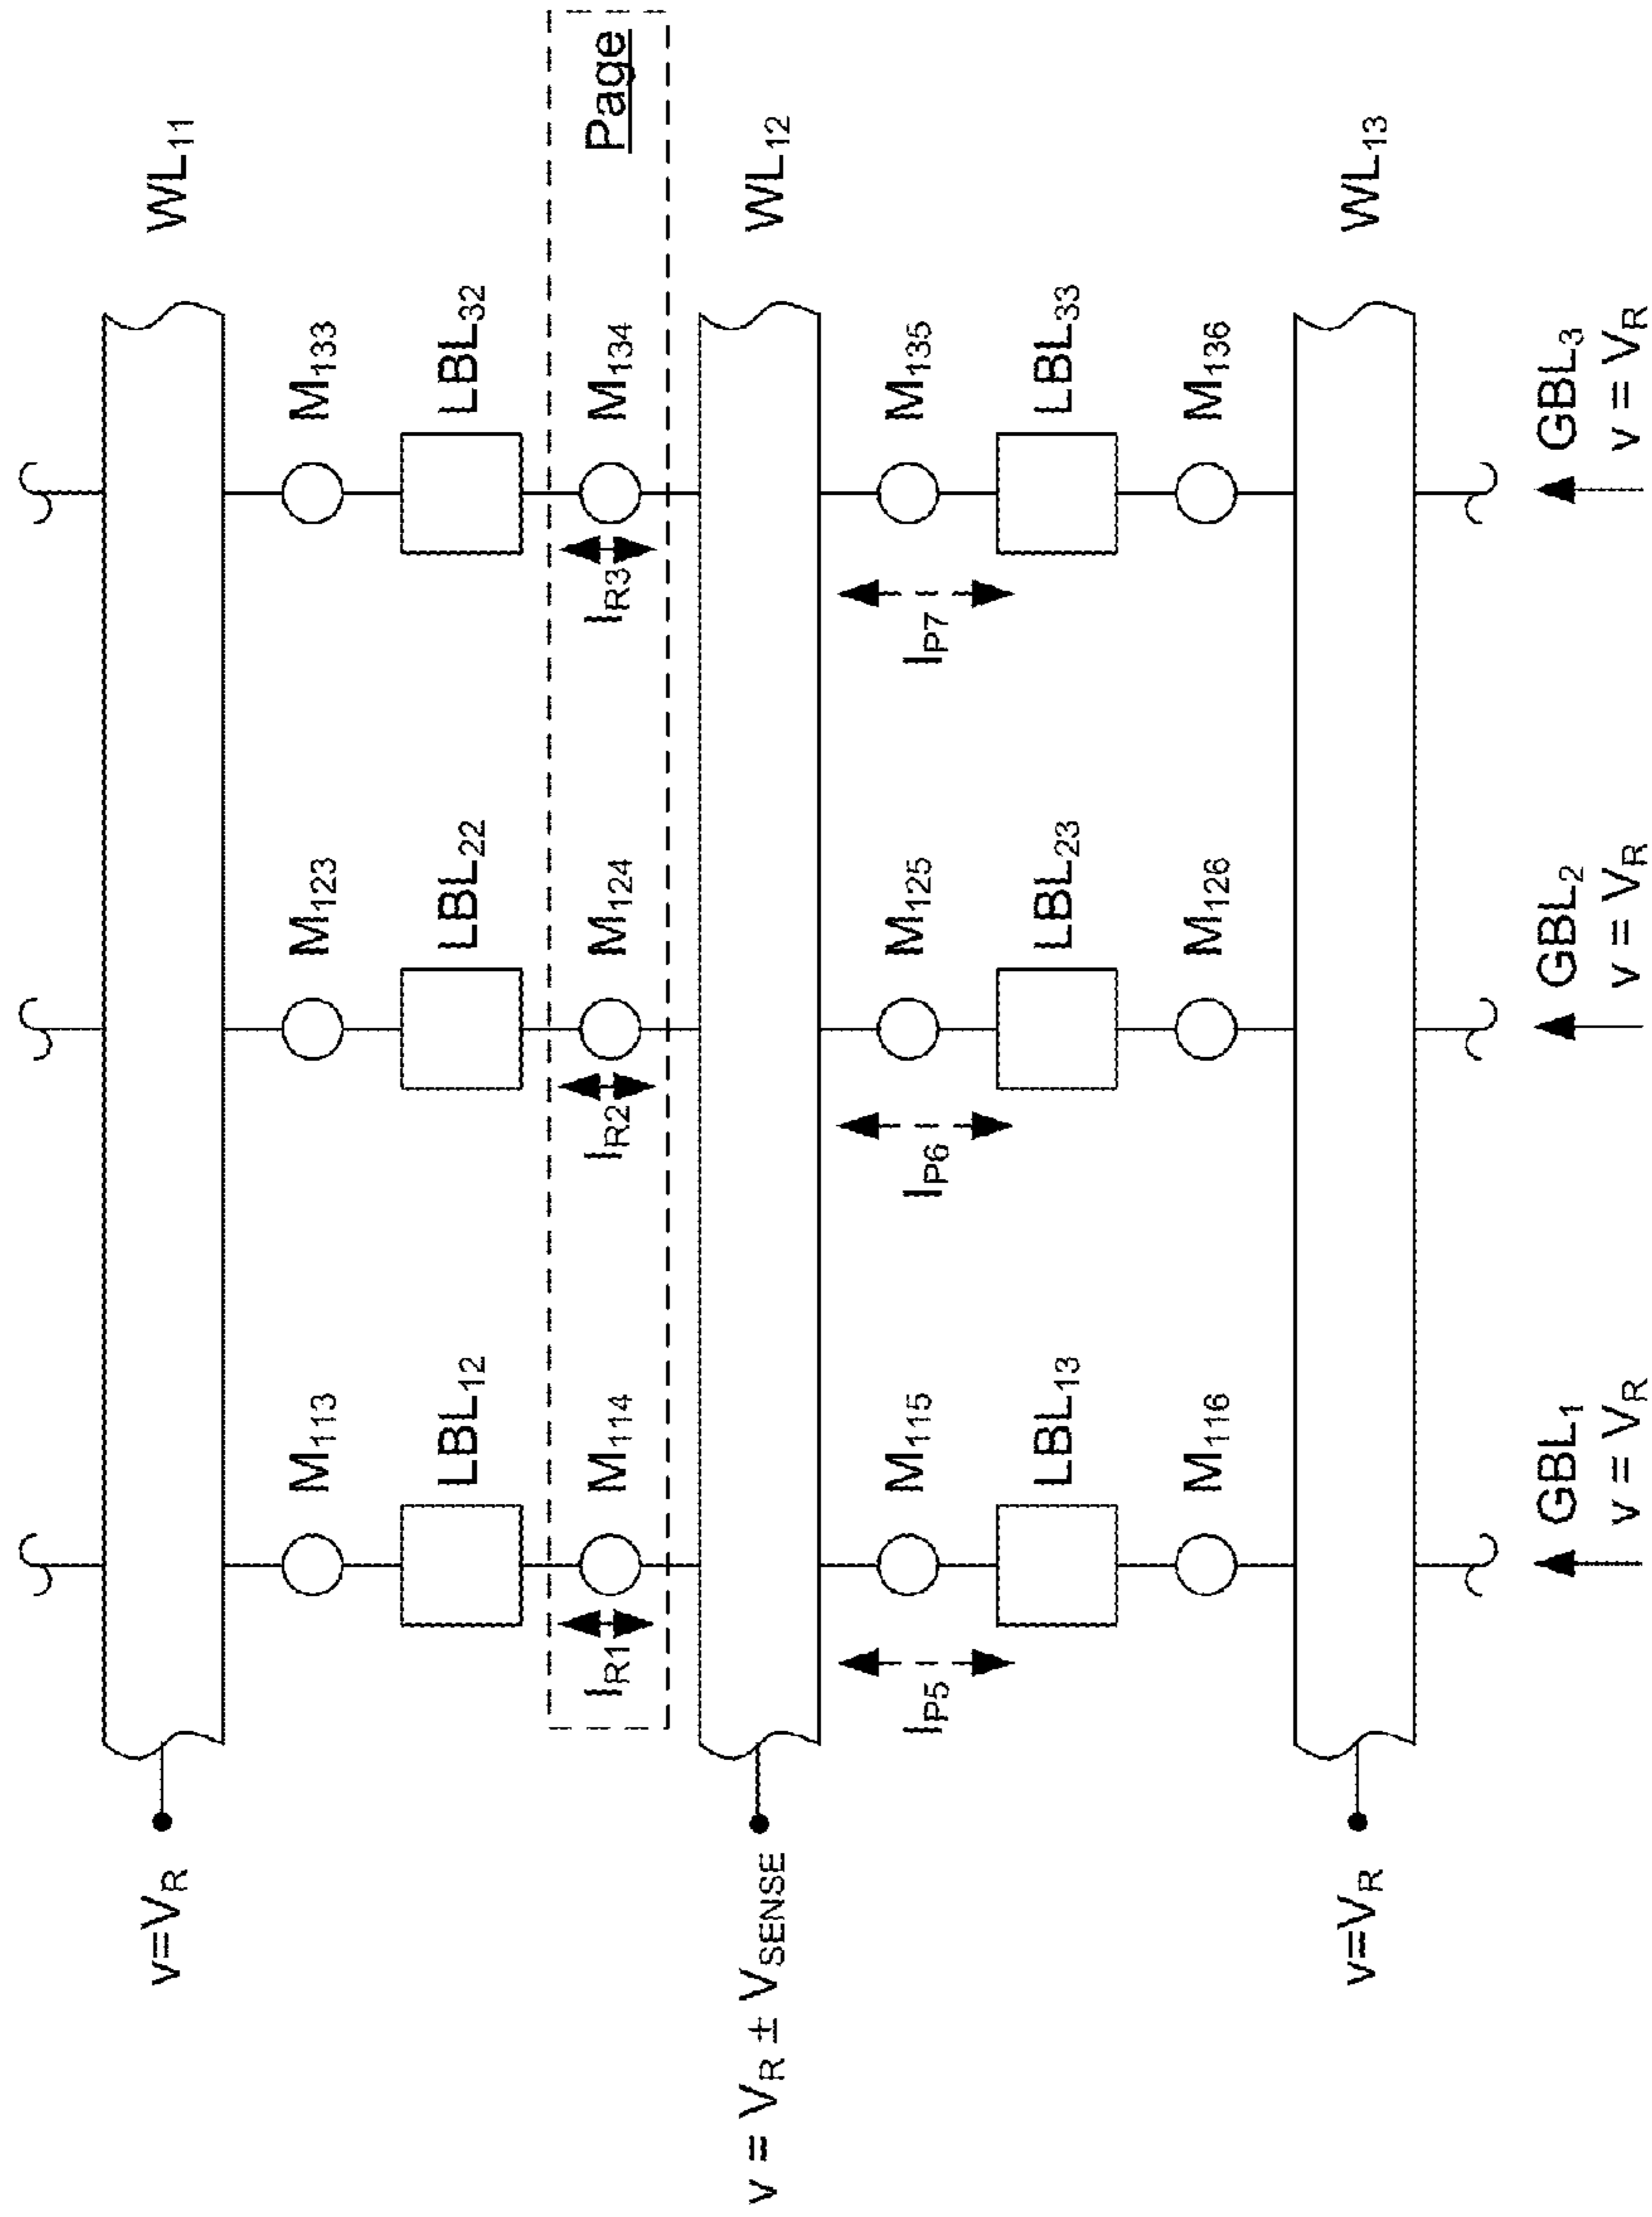 WL11
v=VR
M113
M123
M133
LBL12
LBL22
LBL32
Page
IR1
M114
IR2
M124
IR3
M134
WL12
v = VR ± VSENSE
IP5
M115
IP6
M125
IP7
M135
LBL13
LBL23
LBL33
M116
M126
M136
WL13
v=VR
GBL1
v = VR
GBL2
v = VR
GBL3
v = VR